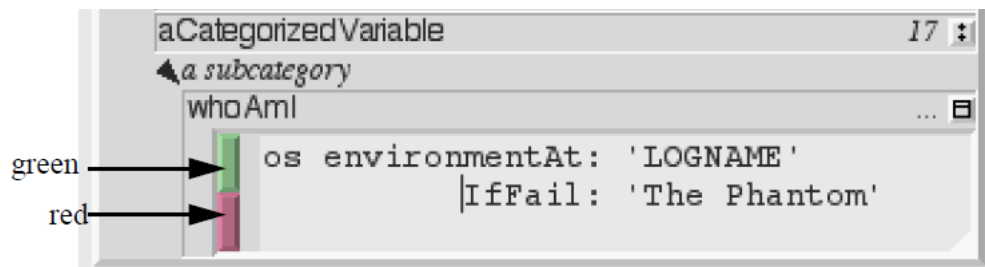 aCategorizedVariable 17
a subcategory
whoAmI ...
green os environmentAt: 'LOGNAME'
IfFail: 'The Phantom'
red